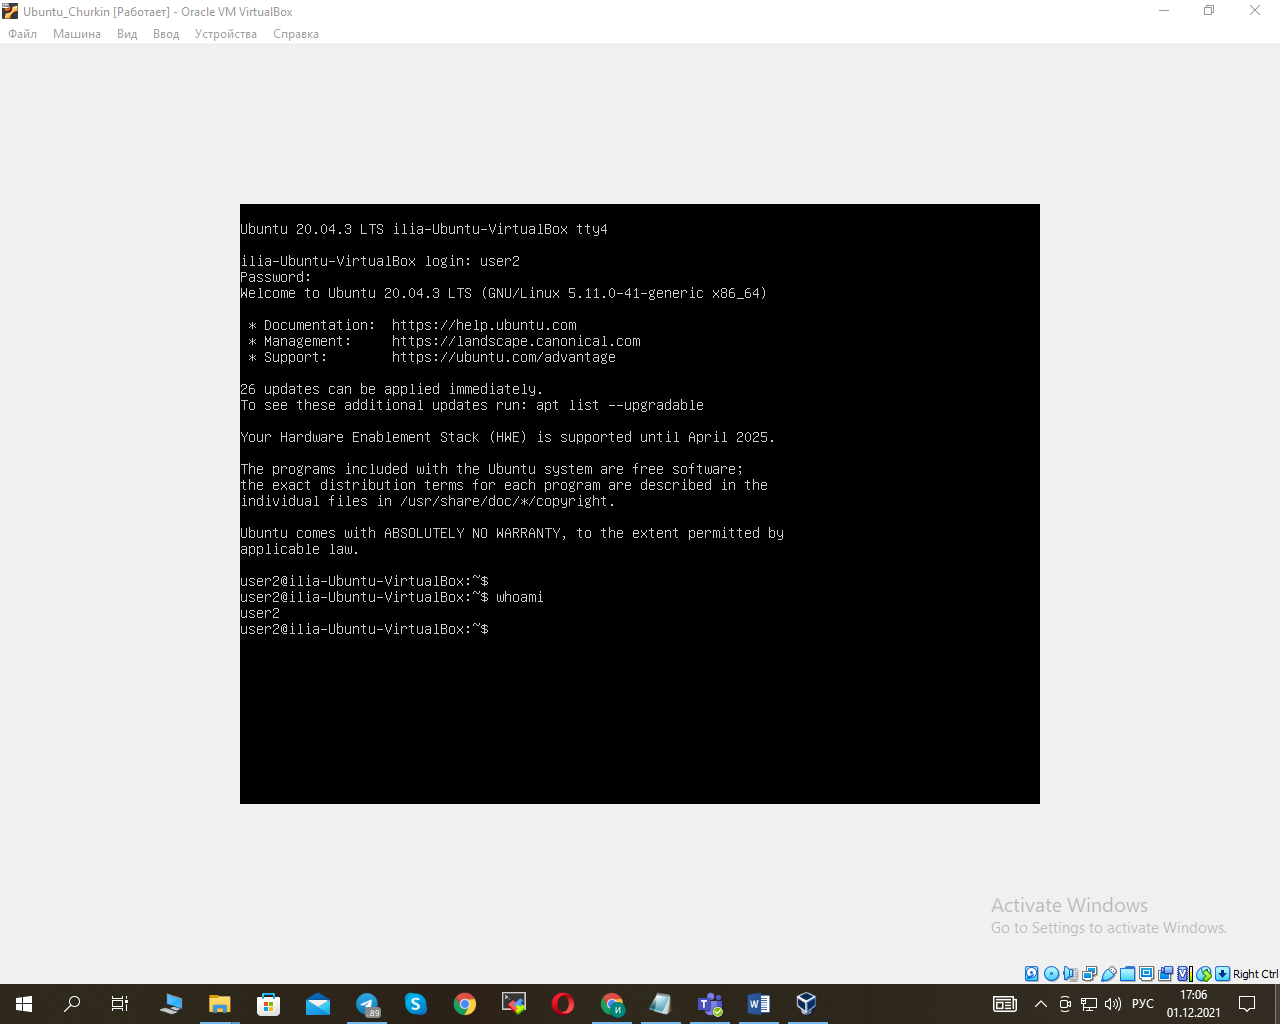 Ubuntu_Churkin [Работает] - Oracle VM VirtualBox
Файл Машина Вид Ввод Устройства Справка
Ubuntu 20.04.3 LTS ilia-Ubuntu-VirtualBox tty4
ilia-Ubuntu-VirtualBox login: user2
Password:
Welcome to Ubuntu 20.04.3 LTS (GNU/Linux 5.11.0-41-generic x86_64)
* Documentation: https://help.ubuntu.com
* Management: https://landscape.canonical.com
* Support: https://ubuntu.com/advantage
26 updates can be applied immediately.
To see these additional updates run: apt list --upgradable
Your Hardware Enablement Stack (HWE) is supported until April 2025.
The programs included with the Ubuntu system are free software;
the exact distribution terms for each program are described in the
individual files in /usr/share/doc/*/copyright.
Ubuntu comes with ABSOLUTELY NO WARRANTY, to the extent permitted by
applicable law.
user2@ilia-Ubuntu-VirtualBox:~$
user2@ilia-Ubuntu-VirtualBox:~$ whoami
user2
user2@ilia-Ubuntu-VirtualBox:~$
Activate Windows
Go to Settings to activate Windows.
Right Ctrl
.89
РУС
17:06
01.12.2021